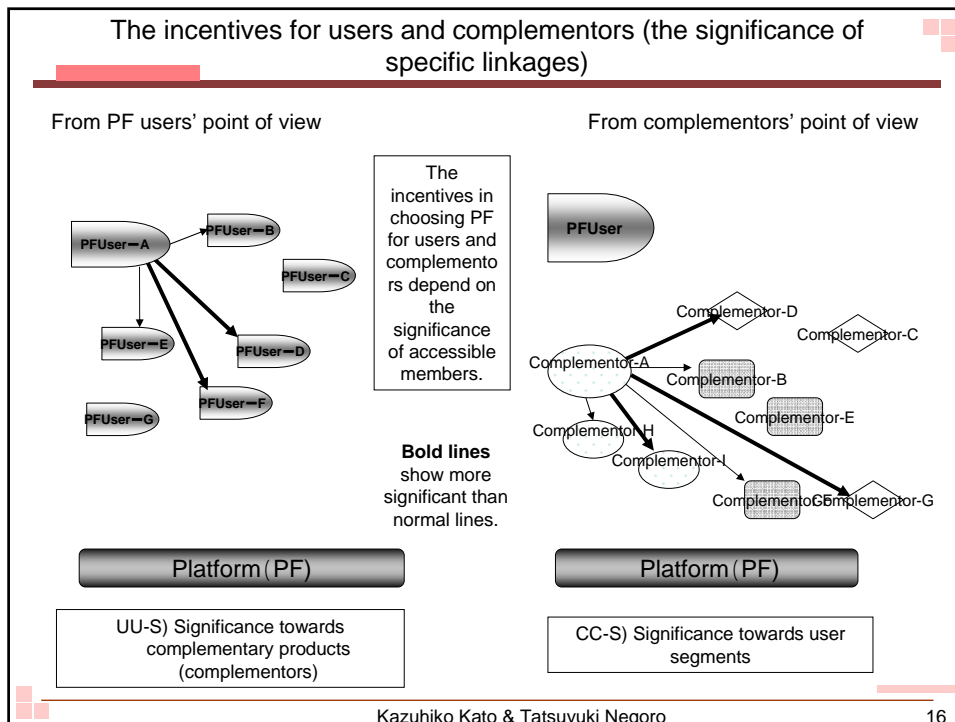 The incentives for users and complementors (the significance of
specific linkages)
From PF users' point of view
From complementors' point of view
The
incentives in
choosing PF
for users and
complemento
rs depend on
the
significance
of accessible
members.
PFUser－A
PFUser－B
PFUser－C
PFUser－E
PFUser－D
PFUser－F
PFUser－G
Bold lines
show more
significant than
normal lines.
PFUser
Complementor-D
Complementor-C
Complementor-A
Complementor-B
Complementor-E
Complementor-H
Complementor-I
Complementor-F
Complementor-G
Platform(PF)
Platform(PF)
UU-S) Significance towards
complementary products
(complementors)
CC-S) Significance towards user
segments
Kazuhiko Kato & Tatsuyuki Negoro
16